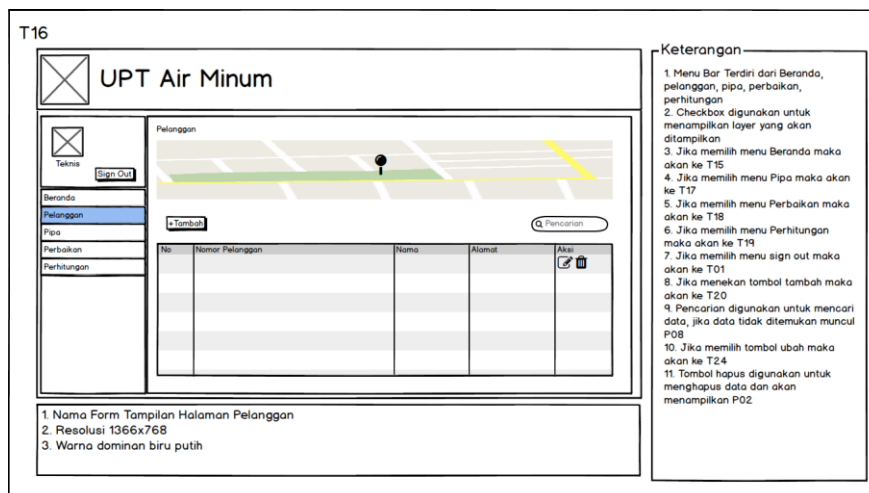 T16
UPT Air Minum
Teknis
Sign Out
Beranda
Pelanggan
Pipa
Perbaikan
Perhitungan
Pelanggan
+Tambah
Pencarian
No Nomor Pelanggan Nama Alamat Aksi
1. Nama Form Tampilan Halaman Pelanggan
2. Resolusi 1366x768
3. Warna dominan biru putih
Keterangan
1. Menu Bar Terdiri dari Beranda,
pelanggan, pipa, perbaikan,
perhitungan
2. Checkbox digunakan untuk
menampilkan layer yang akan
ditampilkan
3. Jika memilih menu Beranda maka
akan ke T15
4. Jika memilih menu Pipa maka akan
ke T17
5. Jika memilih menu Perbaikan maka
akan ke T18
6. Jika memilih menu Perhitungan
maka akan ke T19
7. Jika memilih menu sign out maka
akan ke T01
8. Jika menekan tombol tambah maka
akan ke T20
9. Pencarian digunakan untuk mencari
data, jika data tidak ditemukan muncul
P08
10. Jika memilih tombol ubah maka
akan ke T24
11. Tombol hapus digunakan untuk
menghapus data dan akan
menampilkan P02